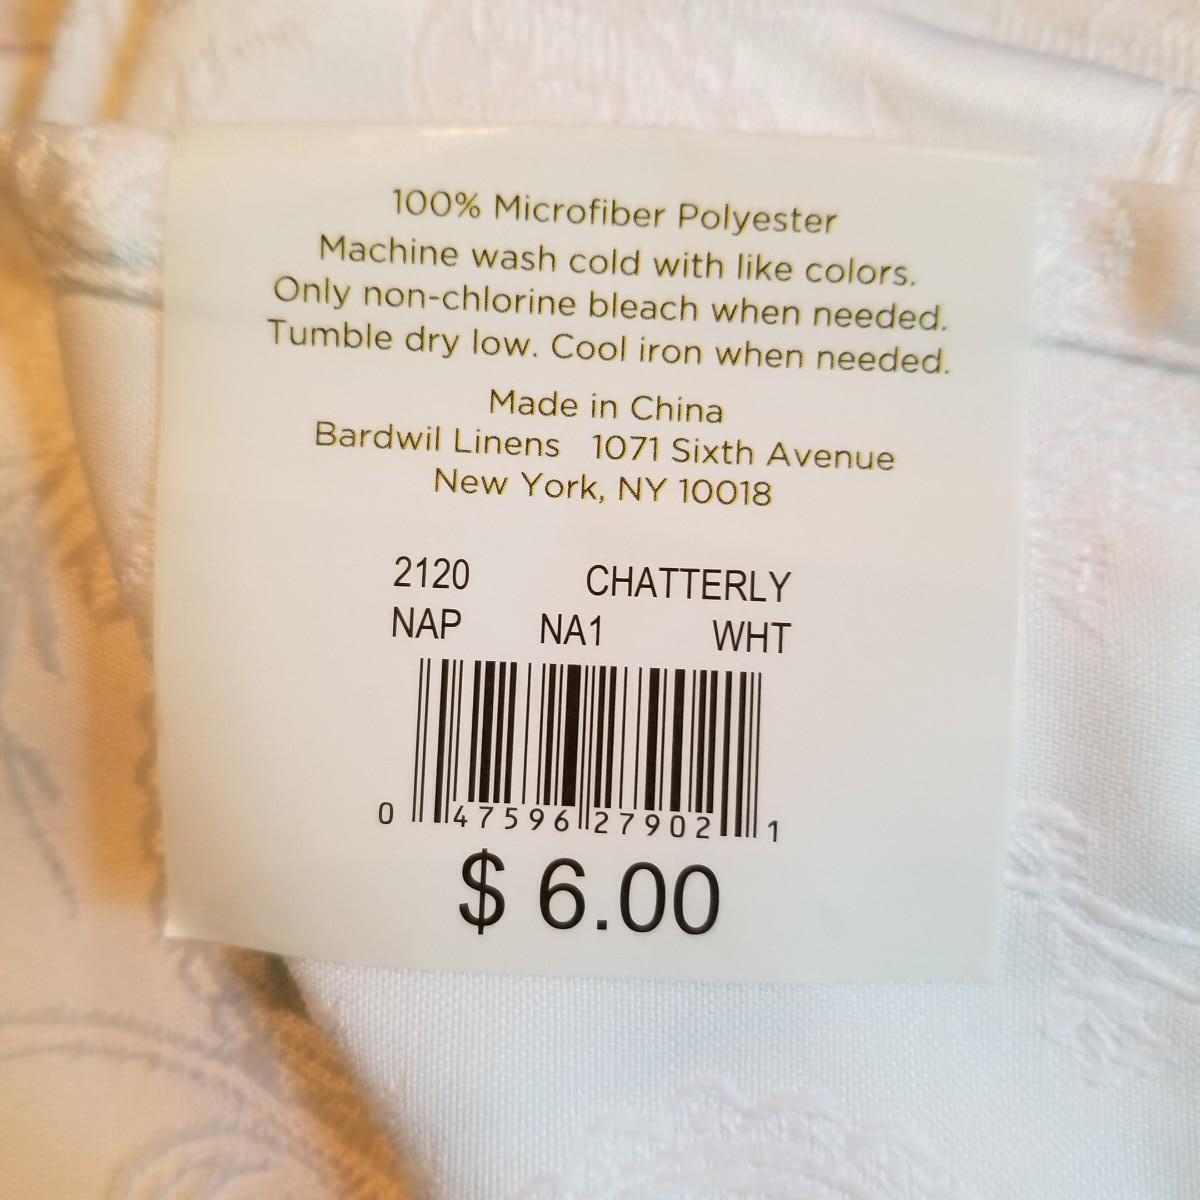 100% Microfiber Polyester
Machine wash cold with like colors.
Only non-chlorine bleach when needed.
Tumble dry low. Cool iron when needed.
Made in China
Bardwil Linens 1071 Sixth Avenue
New York, NY 10018
2120 CHATTERLY
NAP NA1 WHT
0 47596 27902 1
$ 6.00